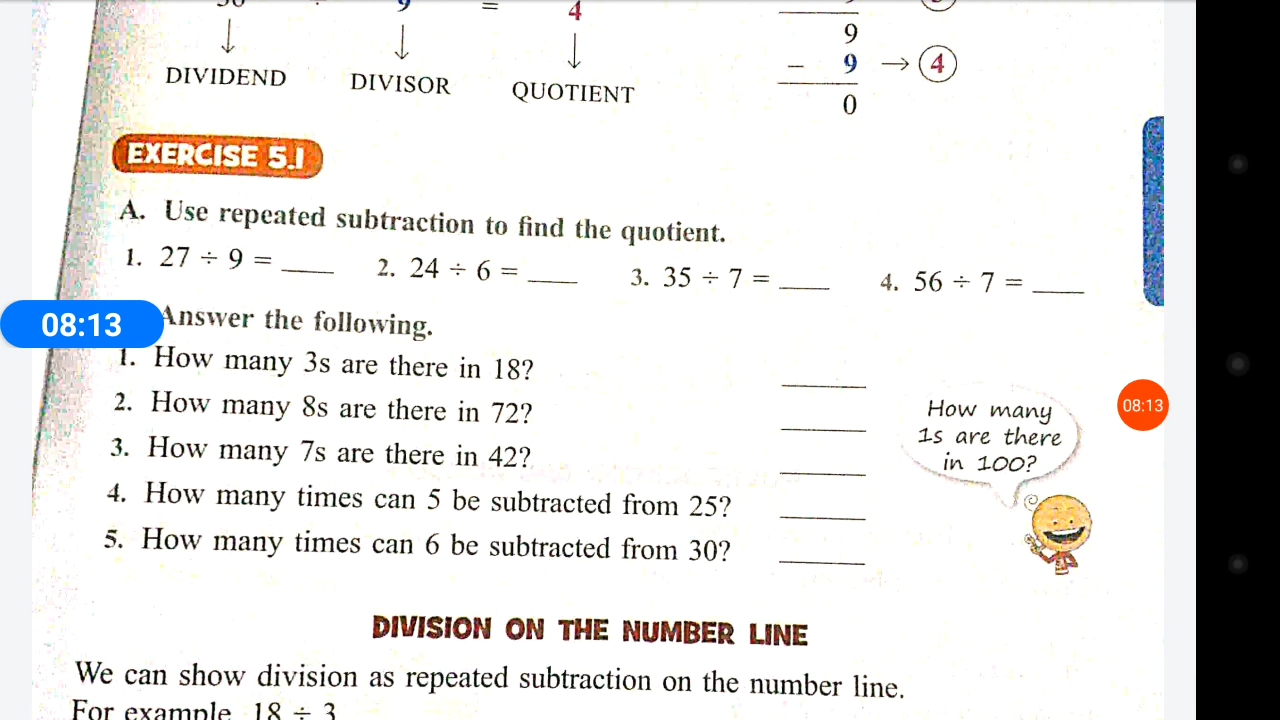 9 = 4
DIVIDEND DIVISOR QUOTIENT
9
− 9 → 4
0
EXERCISE 5.1
A. Use repeated subtraction to find the quotient.
1. 27 ÷ 9 = ____ 2. 24 ÷ 6 = ____ 3. 35 ÷ 7 = ____ 4. 56 ÷ 7 = ____
08:13
Answer the following.
1. How many 3s are there in 18? ____
2. How many 8s are there in 72? ____
3. How many 7s are there in 42? ____
4. How many times can 5 be subtracted from 25? ____
5. How many times can 6 be subtracted from 30? ____
How many
1s are there
in 100?
08:13
DIVISION ON THE NUMBER LINE
We can show division as repeated subtraction on the number line.
For example, 18 ÷ 3